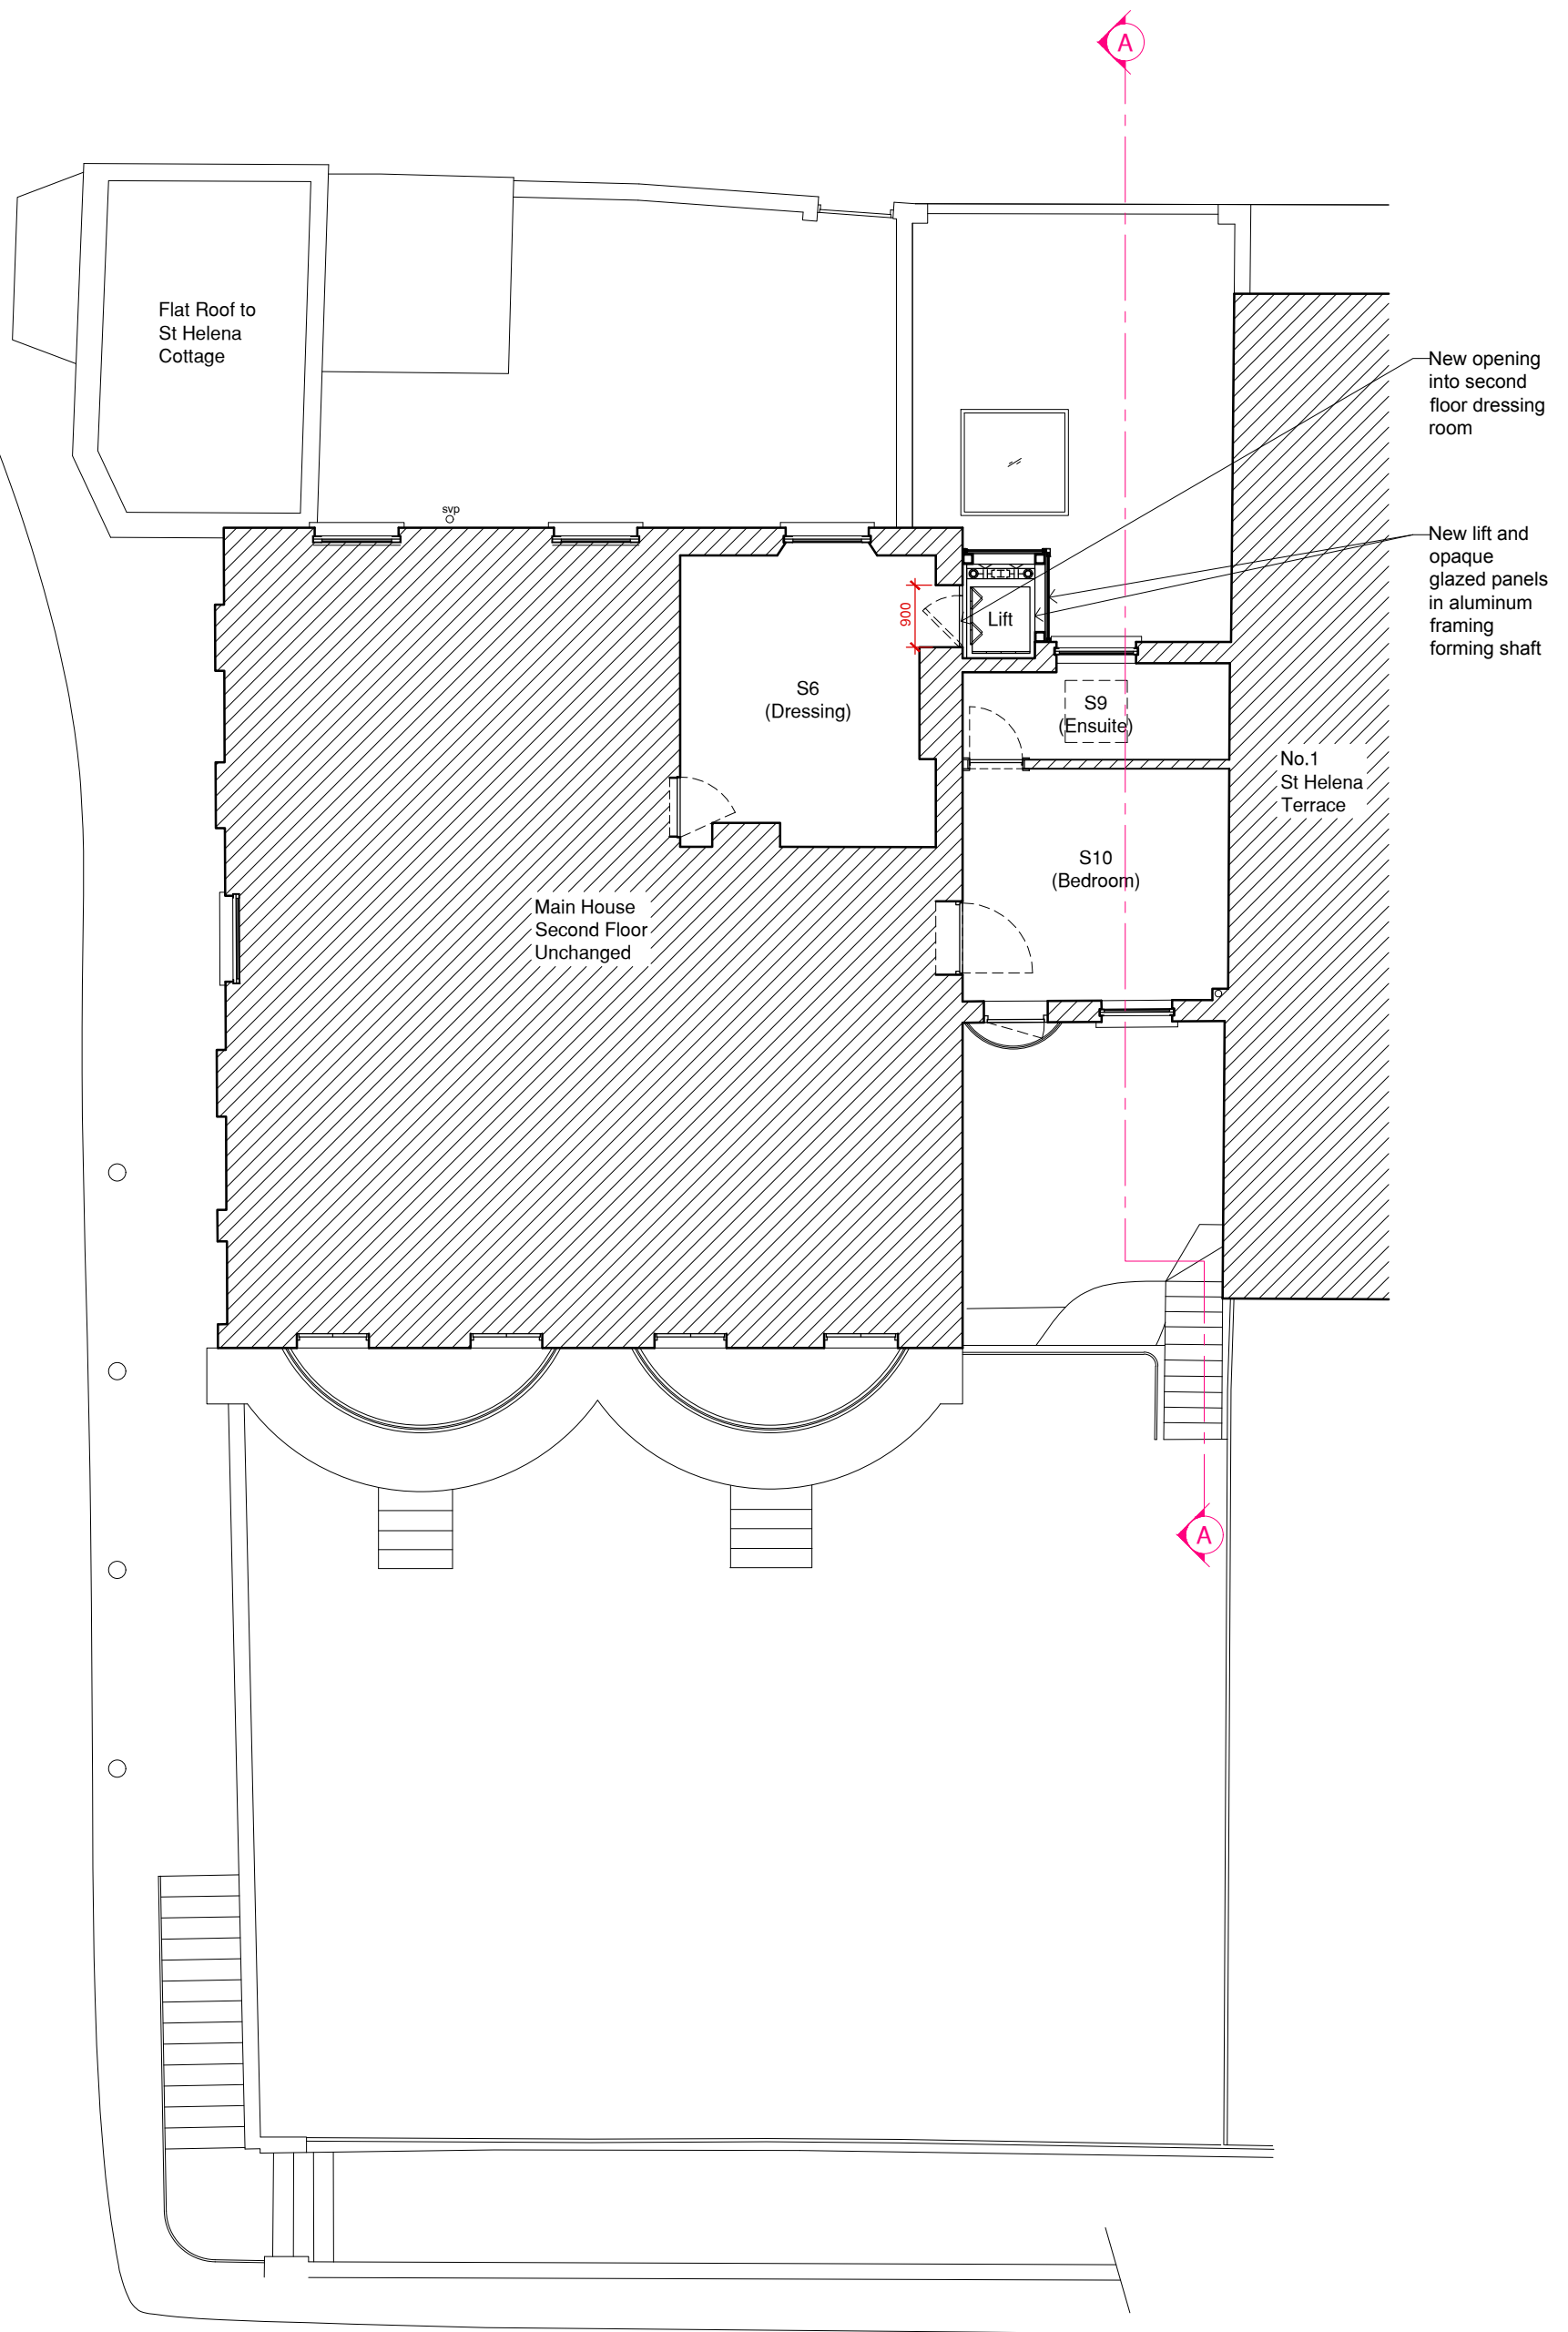 A
Flat Roof to
St Helena
Cottage
New opening
into second
floor dressing
room
svp
New lift and
opaque
glazed panels
in aluminum
framing
forming shaft
900
Lift
S6
(Dressing)
S9
(Ensuite)
No.1
St Helena
Terrace
S10
(Bedroom)
Main House
Second Floor
Unchanged
A